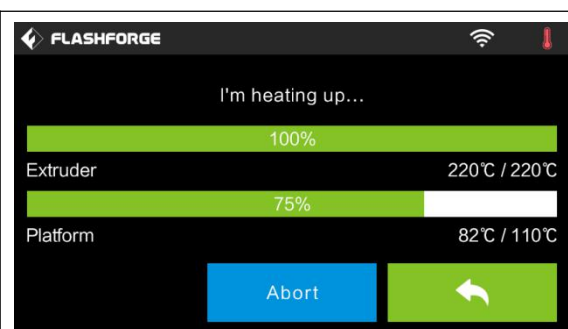 FLASHFORGE
I'm heating up...
100%
Extruder 220℃ / 220℃
75%
Platform 82℃ / 110℃
Abort